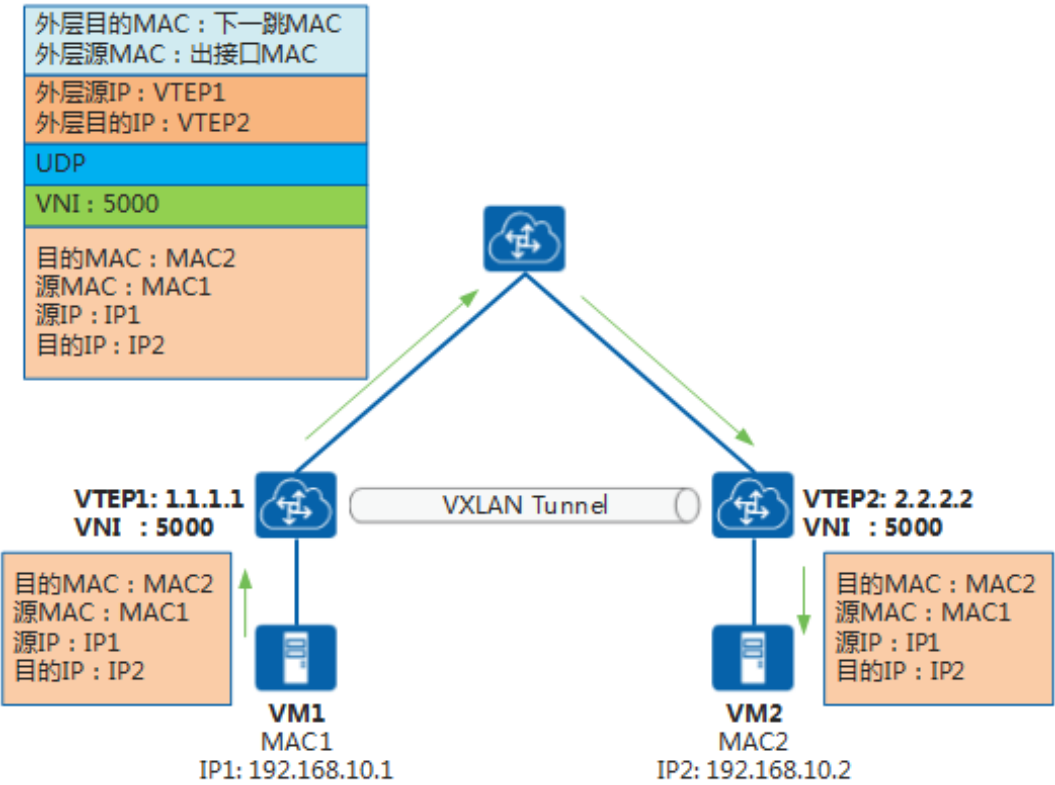 外层目的MAC：下一跳MAC
外层源MAC：出接口MAC
外层源IP：VTEP1
外层目的IP：VTEP2
UDP
VNI：5000
目的MAC：MAC2
源MAC：MAC1
源IP：IP1
目的IP：IP2
VTEP1: 1.1.1.1
VNI : 5000
VXLAN Tunnel
VTEP2: 2.2.2.2
VNI : 5000
目的MAC：MAC2
源MAC：MAC1
源IP：IP1
目的IP：IP2
目的MAC：MAC2
源MAC：MAC1
源IP：IP1
目的IP：IP2
VM1
MAC1
IP1: 192.168.10.1
VM2
MAC2
IP2: 192.168.10.2